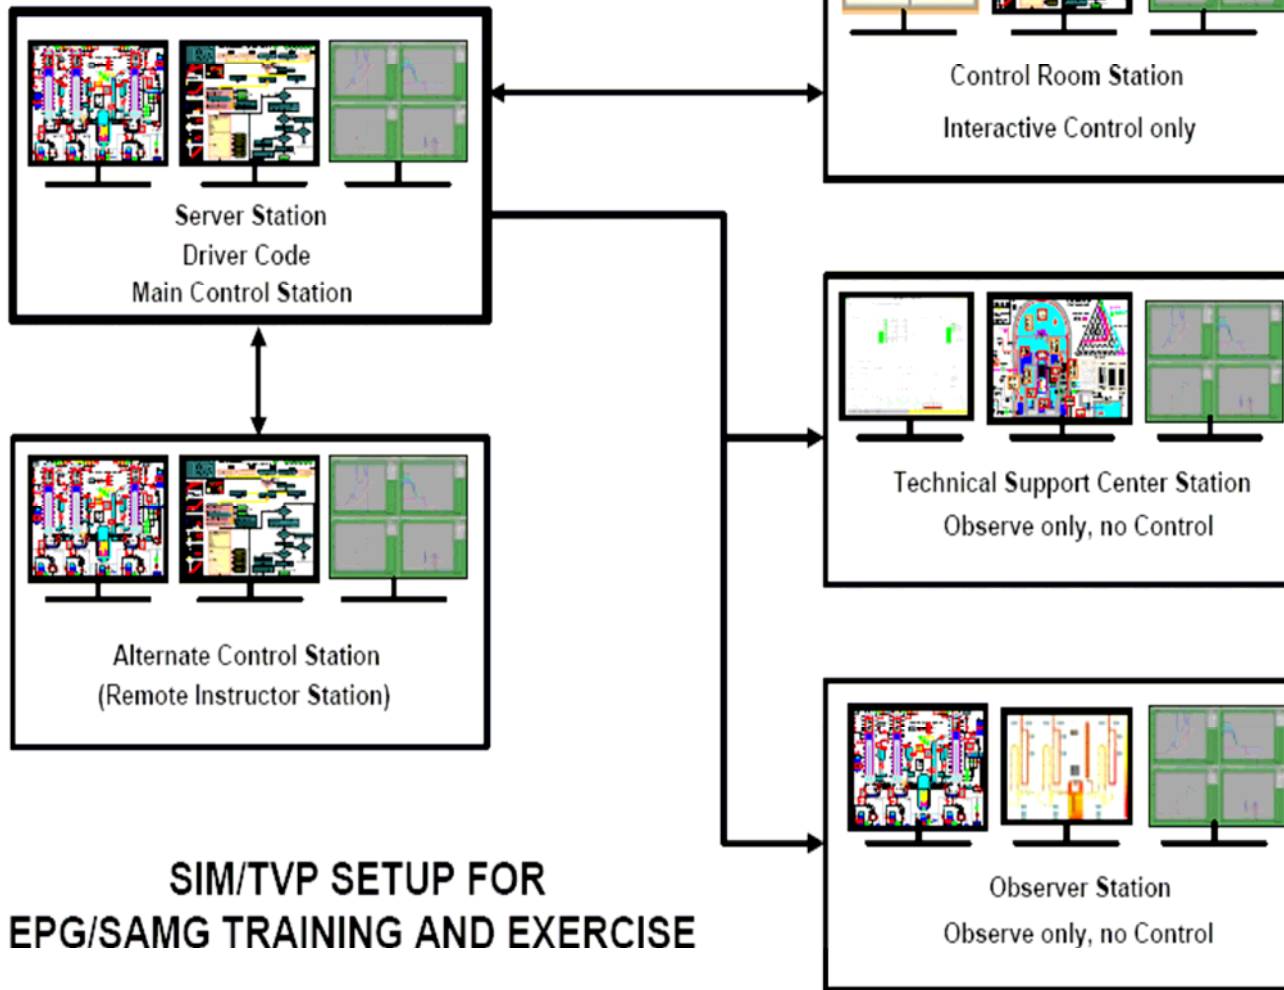 Control Room Station
Interactive Control only
Server Station
Driver Code
Main Control Station
Technical Support Center Station
Observe only, no Control
Alternate Control Station
(Remote Instructor Station)
Observer Station
Observe only, no Control
SIM/TVP SETUP FOR
EPG/SAMG TRAINING AND EXERCISE